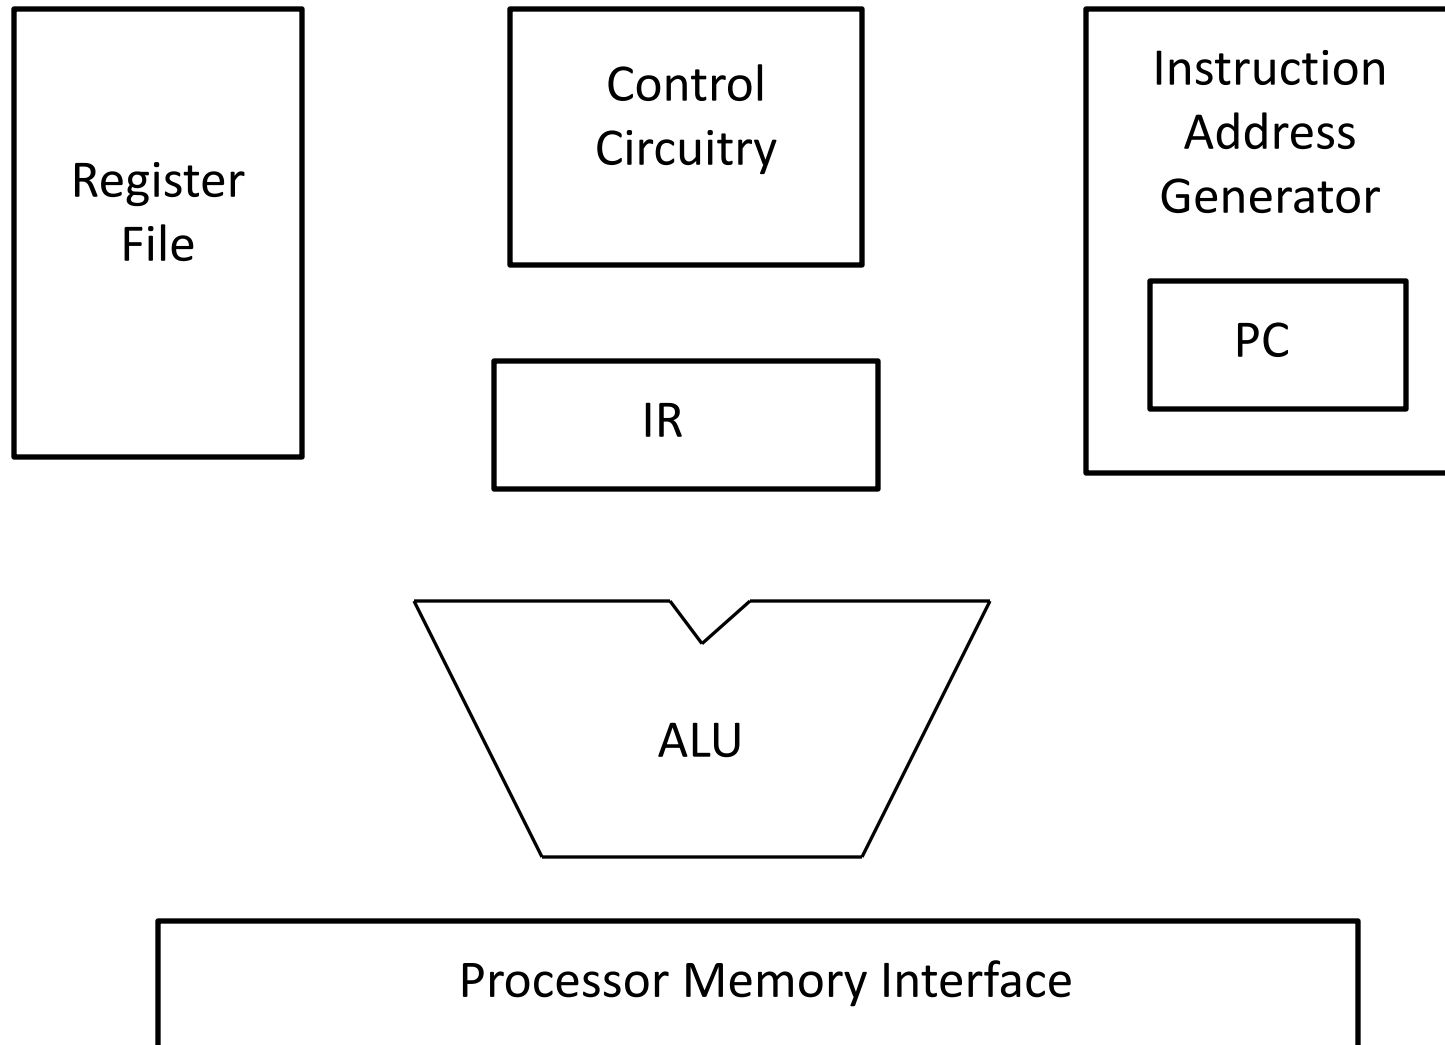 Register
File
Control
Circuitry
Instruction
Address
Generator
PC
IR
ALU
Processor Memory Interface